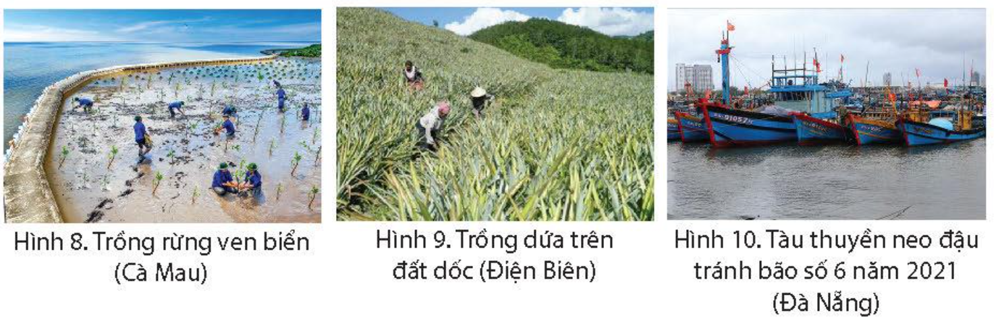 Hình 8. Trồng rừng ven biển
(Cà Mau)
Hình 9. Trồng dứa trên
đất dốc (Điện Biên)
Hình 10. Tàu thuyền neo đậu
tránh bão số 6 năm 2021
(Đà Nẵng)